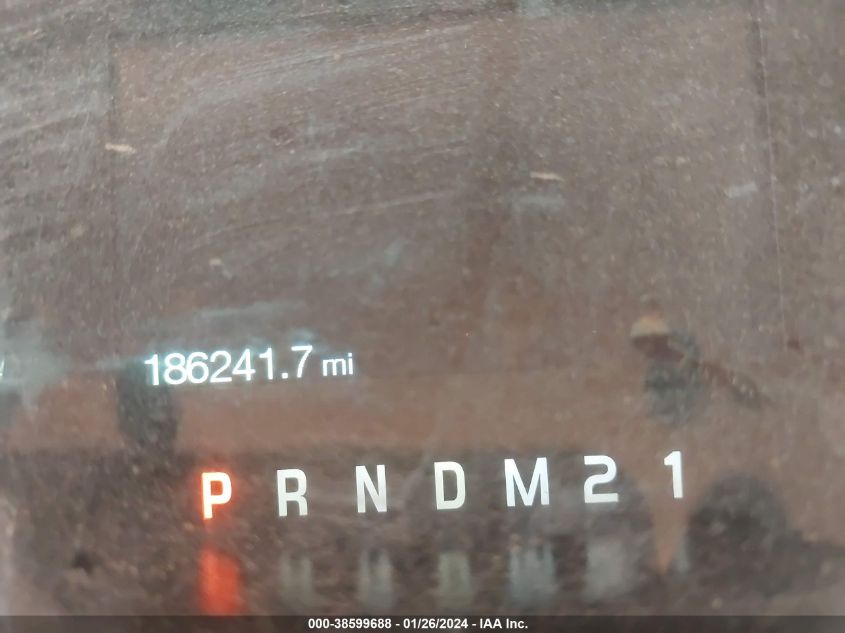 186241.7 mi
P R N D M 2 1
000-38599688 - 01/26/2024 - IAA Inc.